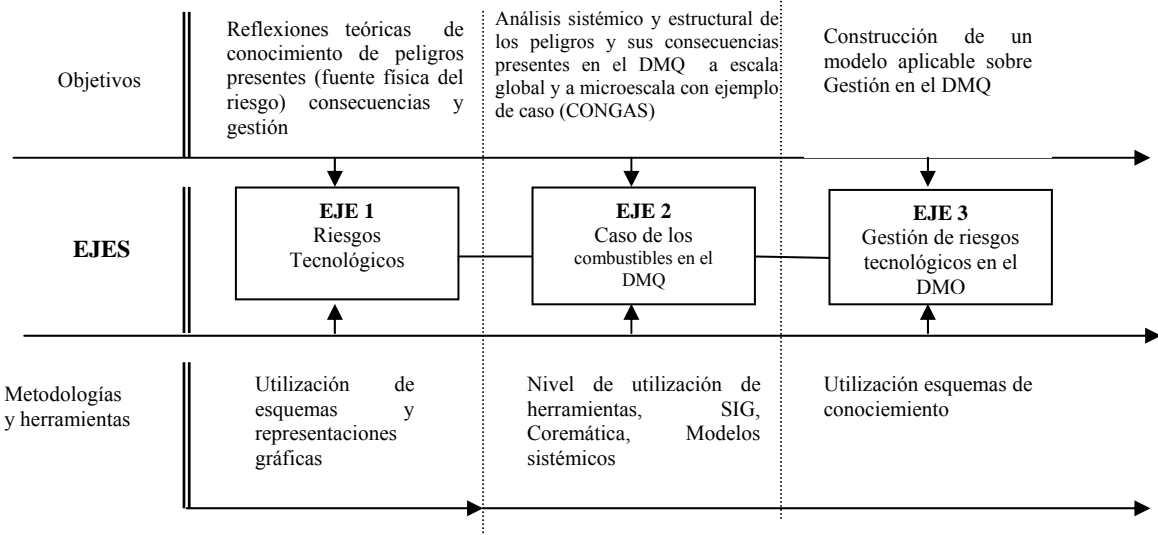 Objetivos
Reflexiones teóricas de
conocimiento de peligros
presentes (fuente física del
riesgo) consecuencias y
gestión
Análisis sistémico y estructural de
los peligros y sus consecuencias
presentes en el DMQ a escala
global y a microescala con ejemplo
de caso (CONGAS)
Construcción de un
modelo aplicable sobre
Gestión en el DMQ
EJES
EJE 1
Riesgos
Tecnológicos
EJE 2
Caso de los
combustibles en el
DMQ
EJE 3
Gestión de riesgos
tecnológicos en el
DMO
Metodologías
y herramientas
Utilización de
esquemas y
representaciones
gráficas
Nivel de utilización de
herramientas, SIG,
Coremática, Modelos
sistémicos
Utilización esquemas de
conociemiento